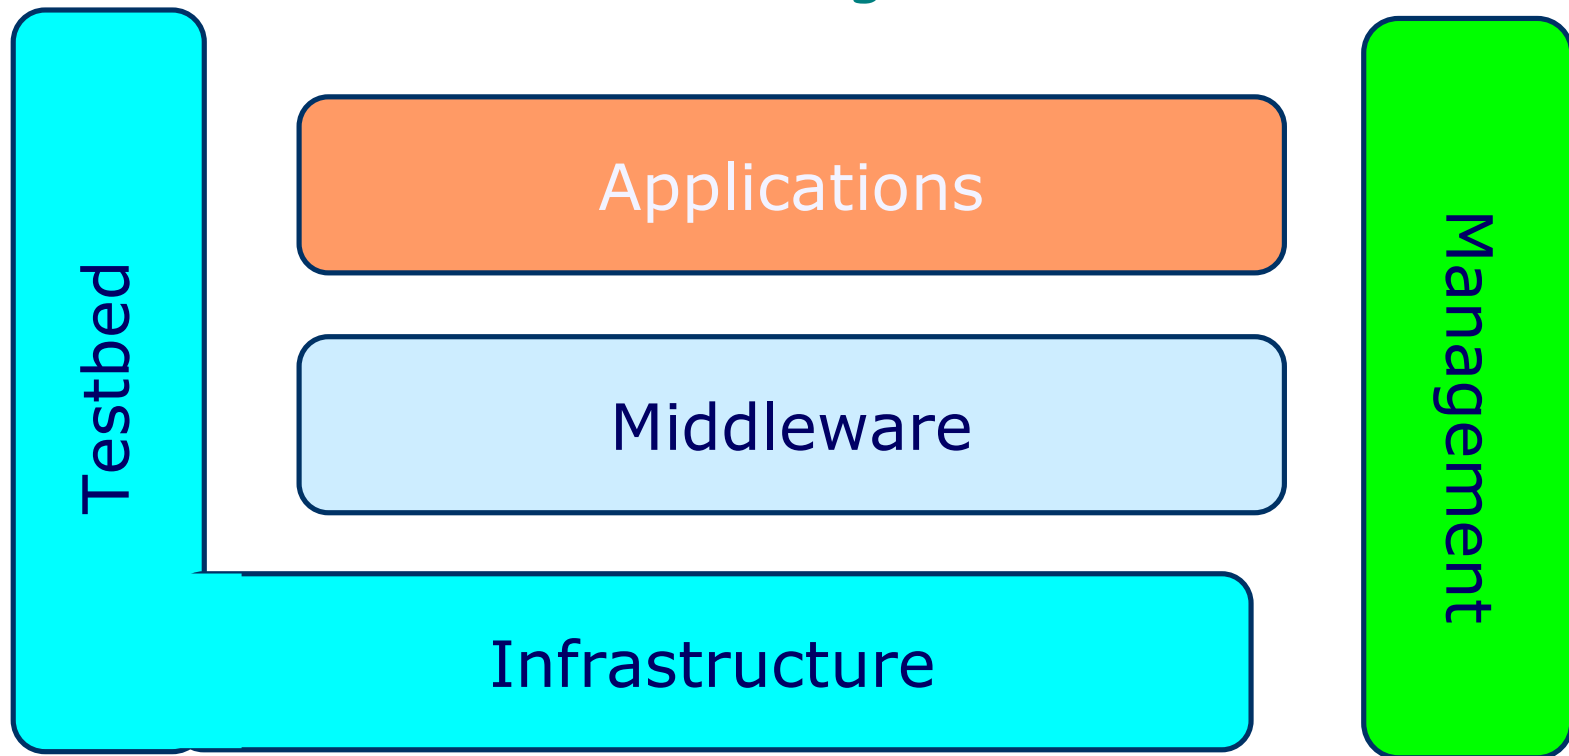 Testbed
Applications
Middleware
Infrastructure
Management